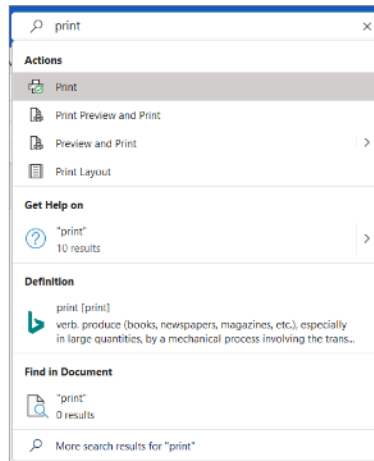 print
Actions
Print
Print Preview and Print
Preview and Print
Print Layout
Get Help on
"print"
10 results
Definition
print [print]
verb. produce (books, newspapers, magazines, etc.), especially
in large quantities, by a mechanical process involving the trans...
Find in Document
"print"
0 results
More search results for "print"